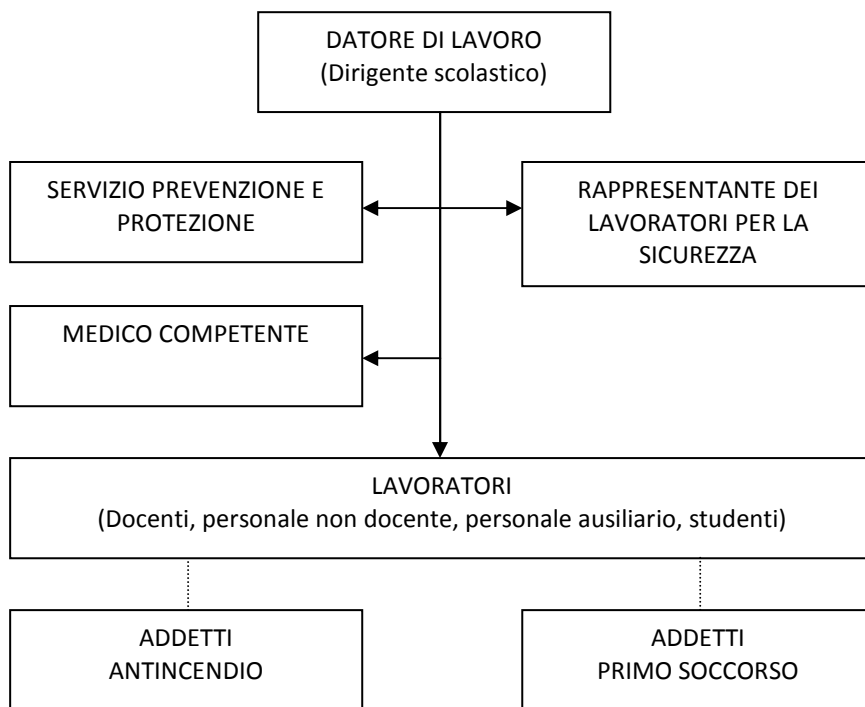 DATORE DI LAVORO
(Dirigente scolastico)
SERVIZIO PREVENZIONE E
PROTEZIONE
RAPPRESENTANTE DEI
LAVORATORI PER LA
SICUREZZA
MEDICO COMPETENTE
LAVORATORI
(Docenti, personale non docente, personale ausiliario, studenti)
ADDETTI
ANTINCENDIO
ADDETTI
PRIMO SOCCORSO